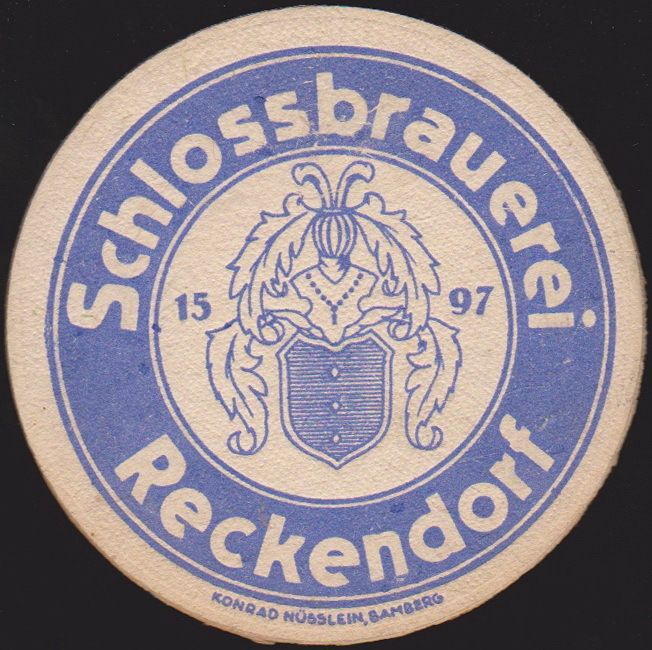 Schlossbrauerei
15 97
Reckendorf
KONRAD NÜSSLEIN, BAMBERG